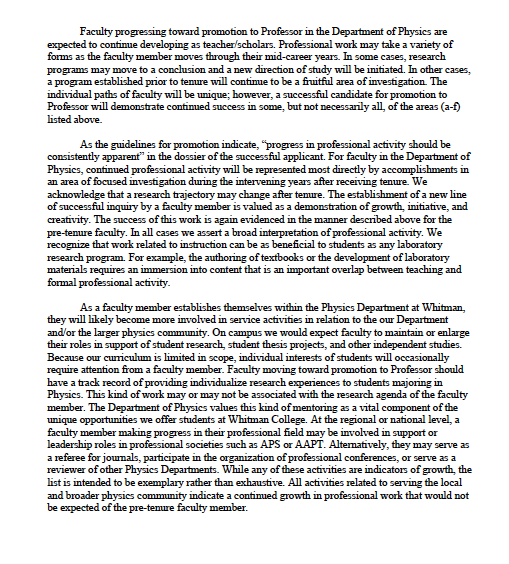 Faculty progressing toward promotion to Professor in the Department of Physics are
expected to continue developing as teacher/scholars. Professional work may take a variety of
forms as the faculty member moves through their mid-career years. In some cases, research
programs may move to a conclusion and a new direction of study will be initiated. In other cases,
a program established prior to tenure will continue to be a fruitful area of investigation. The
individual paths of faculty will be unique; however, a successful candidate for promotion to
Professor will demonstrate continued success in some, but not necessarily all, of the areas (a-f)
listed above.
As the guidelines for promotion indicate, “progress in professional activity should be
consistently apparent” in the dossier of the successful applicant. For faculty in the Department of
Physics, continued professional activity will be represented most directly by accomplishments in
an area of focused investigation during the intervening years after receiving tenure. We
acknowledge that a research trajectory may change after tenure. The establishment of a new line
of successful inquiry by a faculty member is valued as a demonstration of growth, initiative, and
creativity. The success of this work is again evidenced in the manner described above for the
pre-tenure faculty. In all cases we assert a broad interpretation of professional activity. We
recognize that work related to instruction can be as beneficial to students as any laboratory
research program. For example, the authoring of textbooks or the development of laboratory
materials requires an immersion into content that is an important overlap between teaching and
formal professional activity.
As a faculty member establishes themselves within the Physics Department at Whitman,
they will likely become more involved in service activities in relation to the our Department
and/or the larger physics community. On campus we would expect faculty to maintain or enlarge
their roles in support of student research, student thesis projects, and other independent studies.
Because our curriculum is limited in scope, individual interests of students will occasionally
require attention from a faculty member. Faculty moving toward promotion to Professor should
have a track record of providing individualize research experiences to students majoring in
Physics. This kind of work may or may not be associated with the research agenda of the faculty
member. The Department of Physics values this kind of mentoring as a vital component of the
unique opportunities we offer students at Whitman College. At the regional or national level, a
faculty member making progress in their professional field may be involved in support or
leadership roles in professional societies such as APS or AAPT. Alternatively, they may serve as
a referee for journals, participate in the organization of professional conferences, or serve as a
reviewer of other Physics Departments. While any of these activities are indicators of growth, the
list is intended to be exemplary rather than exhaustive. All activities related to serving the local
and broader physics community indicate a continued growth in professional work that would not
be expected of the pre-tenure faculty member.